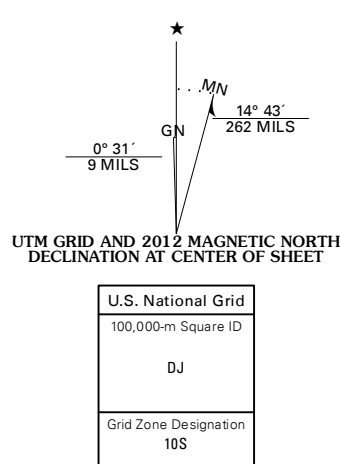 ★
MN
GN
14° 43´
262 MILS
0° 31´
9 MILS
UTM GRID AND 2012 MAGNETIC NORTH
DECLINATION AT CENTER OF SHEET
U.S. National Grid
100,000-m Square ID
DJ
Grid Zone Designation
10S